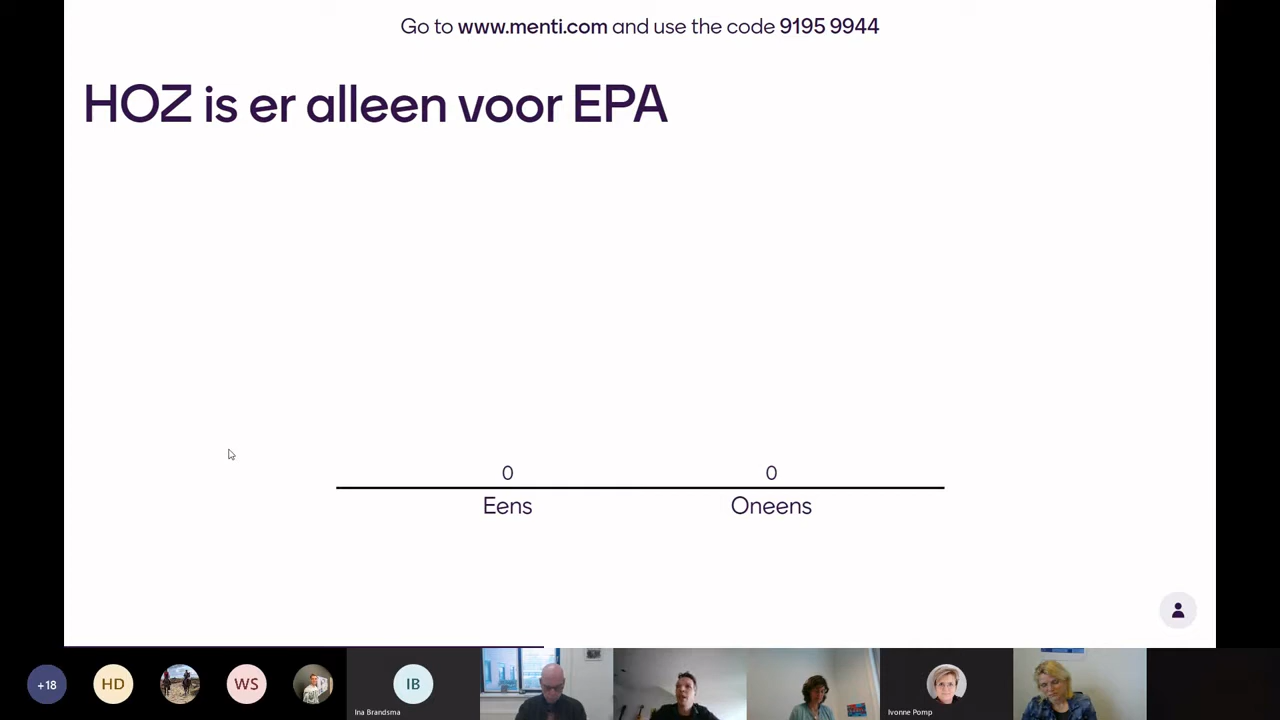 Go to www.menti.com and use the code 9195 9944
HOZ is er alleen voor EPA
0 0
Eens Oneens
+18 HD WS IB
Ina Brandsma Ivonne Pomp